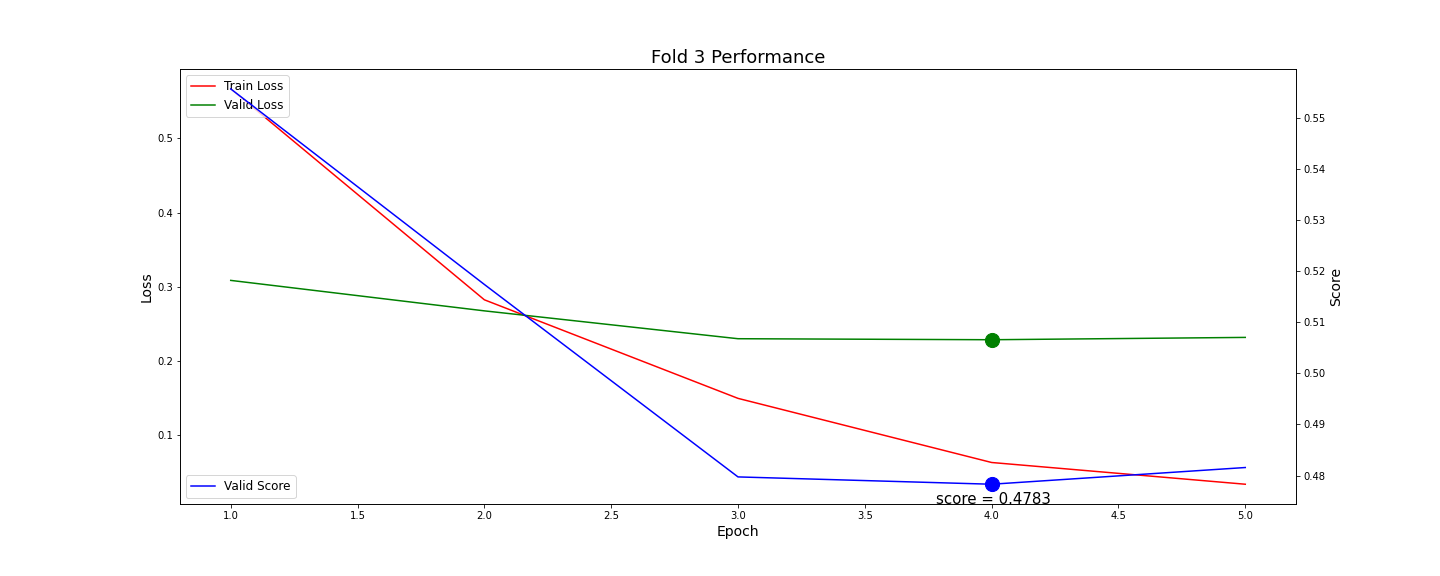 Fold 3 Performance
Train Loss
Valid Loss
0.5
0.4
0.3
0.2
0.1
Loss
0.55
0.54
0.53
0.52
0.51
0.50
0.49
0.48
Score
Valid Score
score = 0.4783
1.0 1.5 2.0 2.5 3.0 3.5 4.0 4.5 5.0
Epoch